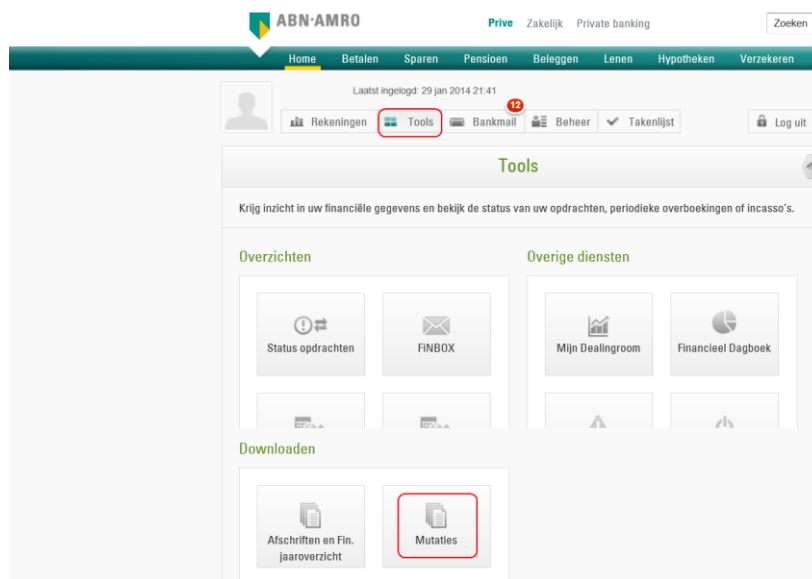 ABN·AMRO
Prive Zakelijk Private banking
Zoeken
Home Betalen Sparen Pensioen Beleggen Lenen Hypotheken Verzekeren
Laatst ingelogd: 29 jan 2014 21:41
12
Rekeningen Tools Bankmail Beheer Takenlijst Log uit
Tools
Krijg inzicht in uw financiële gegevens en bekijk de status van uw opdrachten, periodieke overboekingen of incasso's.
Overzichten
Overige diensten
Status opdrachten
FiNBOX
Mijn Dealingroom
Financieel Dagboek
Downloaden
Afschriften en Fin.
jaaroverzicht
Mutaties